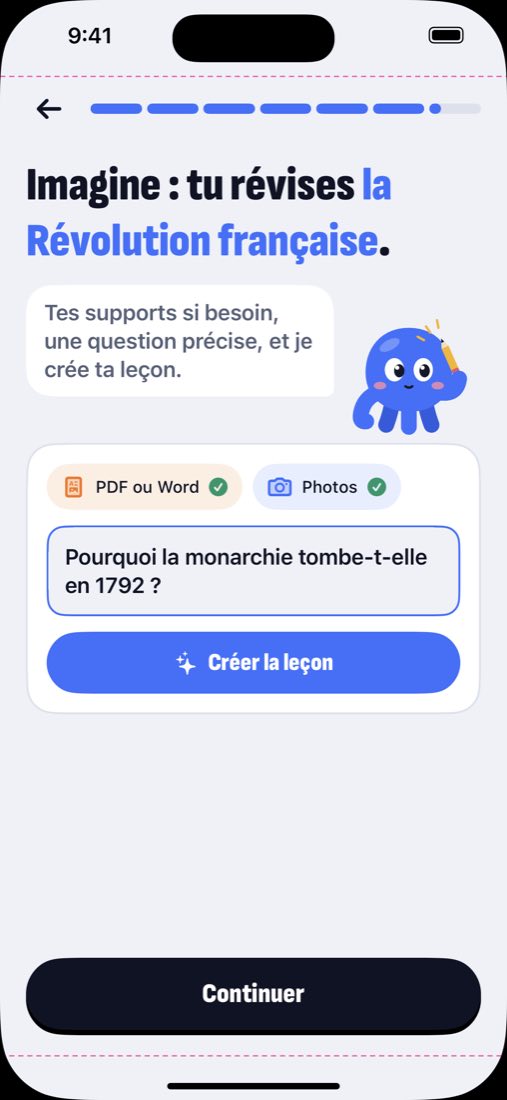 9:41
Imagine : tu révises la
Révolution française.
Tes supports si besoin,
une question précise, et je
crée ta leçon.
PDF ou Word
Photos
Pourquoi la monarchie tombe-t-elle
en 1792 ?
Créer la leçon
Continuer